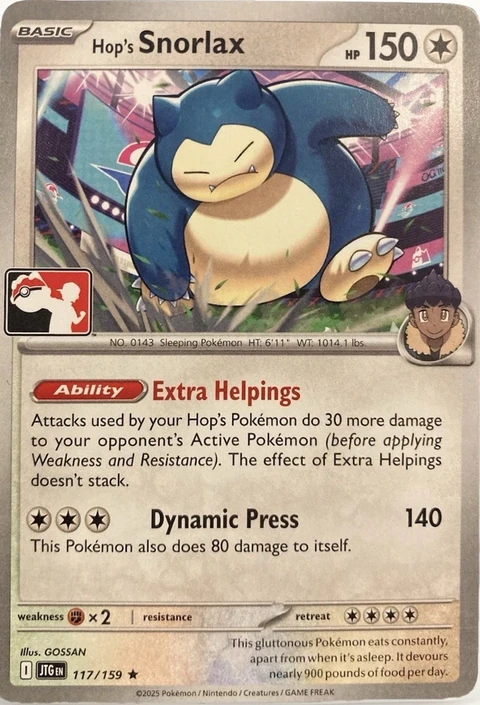 BASIC
Hop's Snorlax
HP 150
NO. 0143 Sleeping Pokémon HT: 6'11" WT: 1014.1 lbs.
Ability Extra Helpings
Attacks used by your Hop's Pokémon do 30 more damage
to your opponent's Active Pokémon (before applying
Weakness and Resistance). The effect of Extra Helpings
doesn't stack.
Dynamic Press 140
This Pokémon also does 80 damage to itself.
weakness ×2 resistance retreat
Illus. GOSSAN
This gluttonous Pokémon eats constantly,
apart from when it's asleep. It devours
nearly 900 pounds of food per day.
I JTG EN 117/159 ★
©2025 Pokémon / Nintendo / Creatures / GAME FREAK